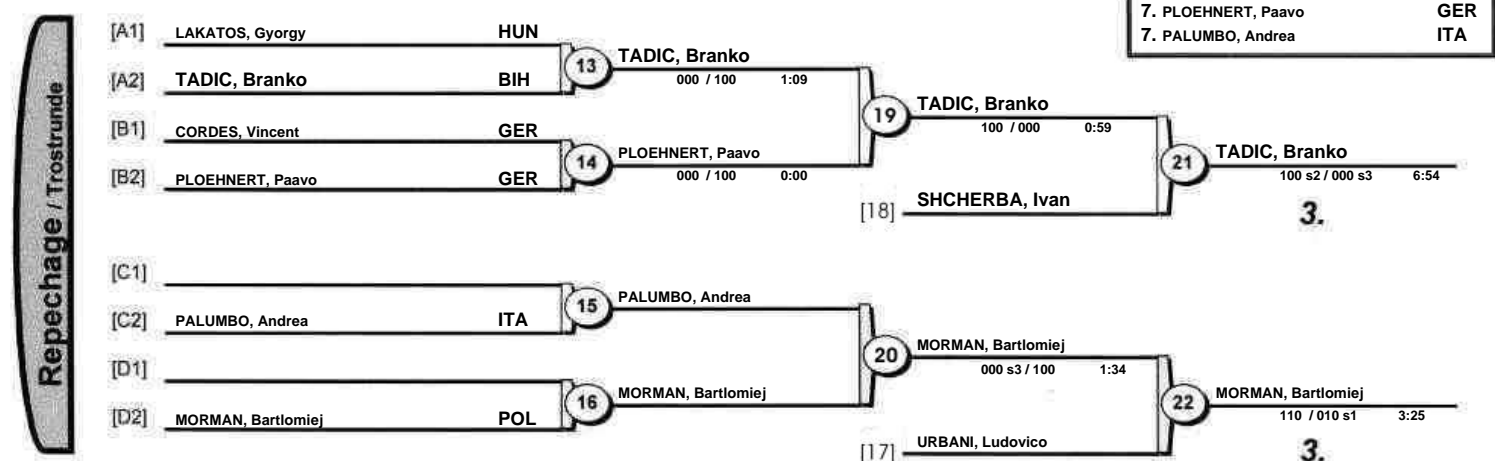 7. PLOEHNERT, Paavo GER
7. PALUMBO, Andrea ITA
Repechage / Trostrunde
[A1] LAKATOS, Gyorgy HUN
[A2] TADIC, Branko BIH
13
TADIC, Branko
000 / 100 1:09
[B1] CORDES, Vincent GER
[B2] PLOEHNERT, Paavo GER
14
PLOEHNERT, Paavo
000 / 100 0:00
19
TADIC, Branko
100 / 000 0:59
[18] SHCHERBA, Ivan
21
TADIC, Branko
100 s2 / 000 s3 6:54
3.
[C1]
[C2] PALUMBO, Andrea ITA
15
PALUMBO, Andrea
[D1]
[D2] MORMAN, Bartlomiej POL
16
MORMAN, Bartlomiej
20
MORMAN, Bartlomiej
000 s3 / 100 1:34
[17] URBANI, Ludovico
22
MORMAN, Bartlomiej
110 / 010 s1 3:25
3.